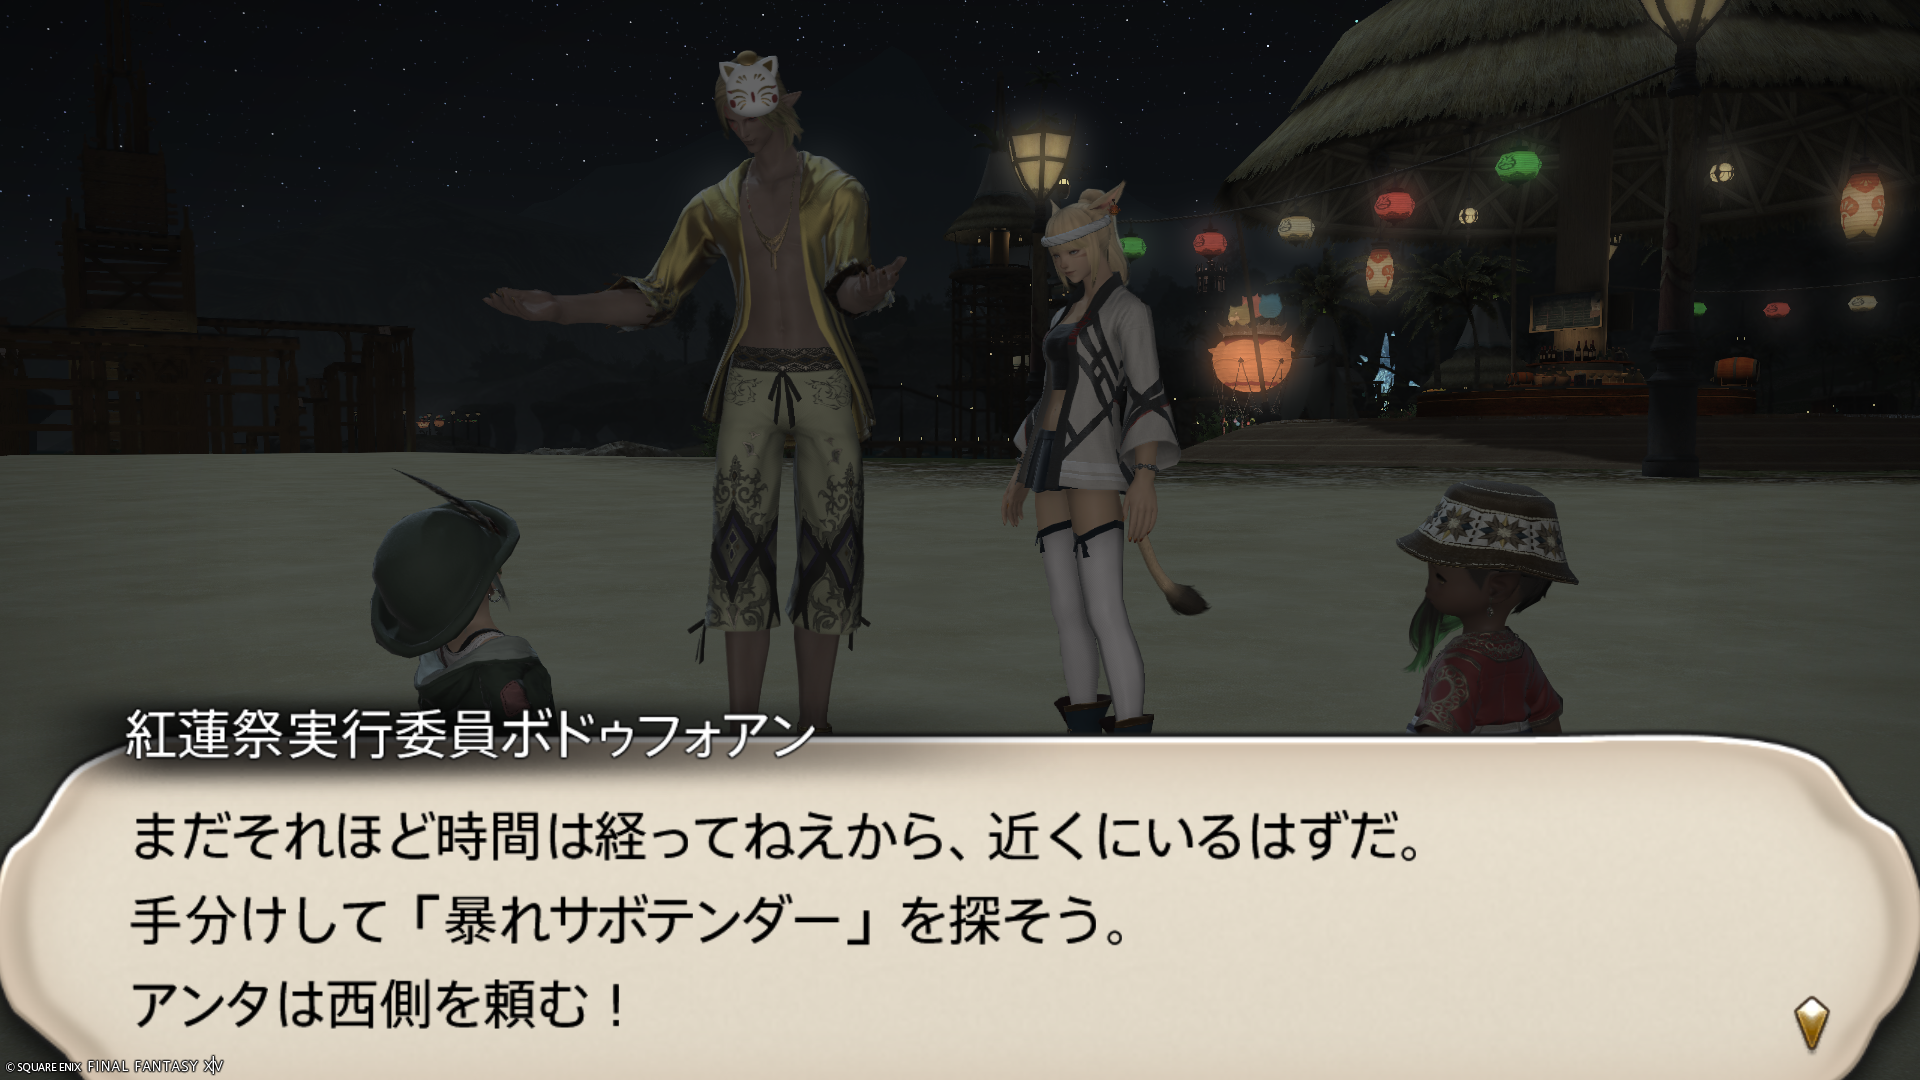 紅蓮祭実行委員ボドゥフォアン
まだそれほど時間は経ってねえから、近くにいるはずだ。
手分けして「暴れサボテンダー」を探そう。
アンタは西側を頼む！
© SQUARE ENIX FINAL FANTASY XIV